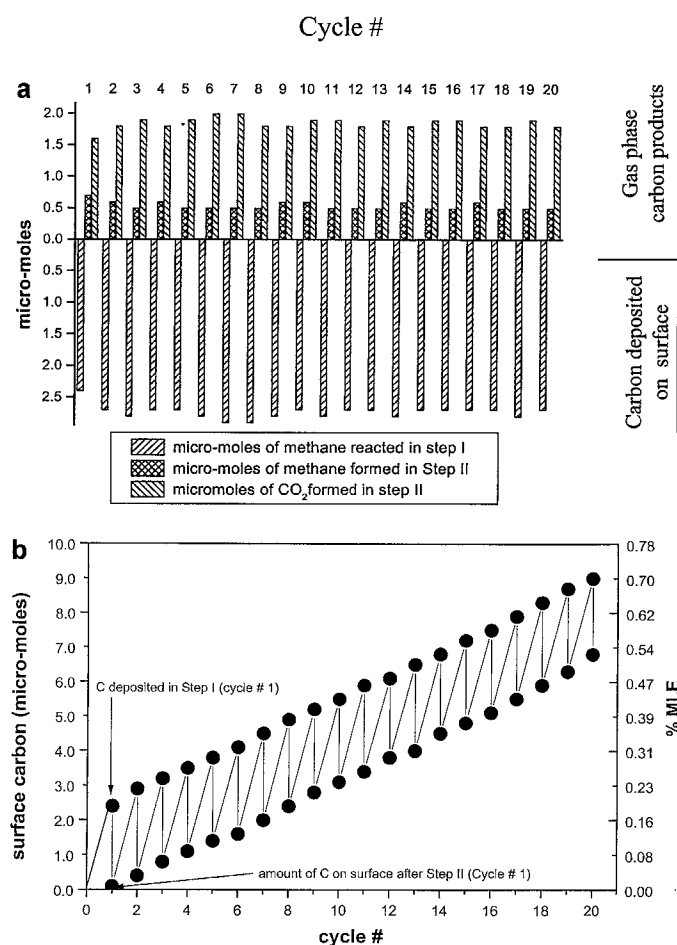 Cycle #
a
1 2 3 4 5 6 7 8 9 10 11 12 13 14 15 16 17 18 19 20
2.0
1.5
1.0
0.5
0.0
0.5
1.0
1.5
2.0
2.5
micro-moles
Gas phase
carbon products
Carbon deposited
on surface
micro-moles of methane reacted in step I
micro-moles of methane formed in Step II
micromoles of CO2formed in step II
b
10.0
9.0
8.0
7.0
6.0
5.0
4.0
3.0
2.0
1.0
0.0
surface carbon (micro-moles)
C deposited in Step I (cycle # 1)
amount of C on surface after Step II (Cycle # 1)
0.78
0.70
0.62
0.54
0.47
0.39
0.31
0.23
0.16
0.08
0.00
% MLE
0 2 4 6 8 10 12 14 16 18 20
cycle #